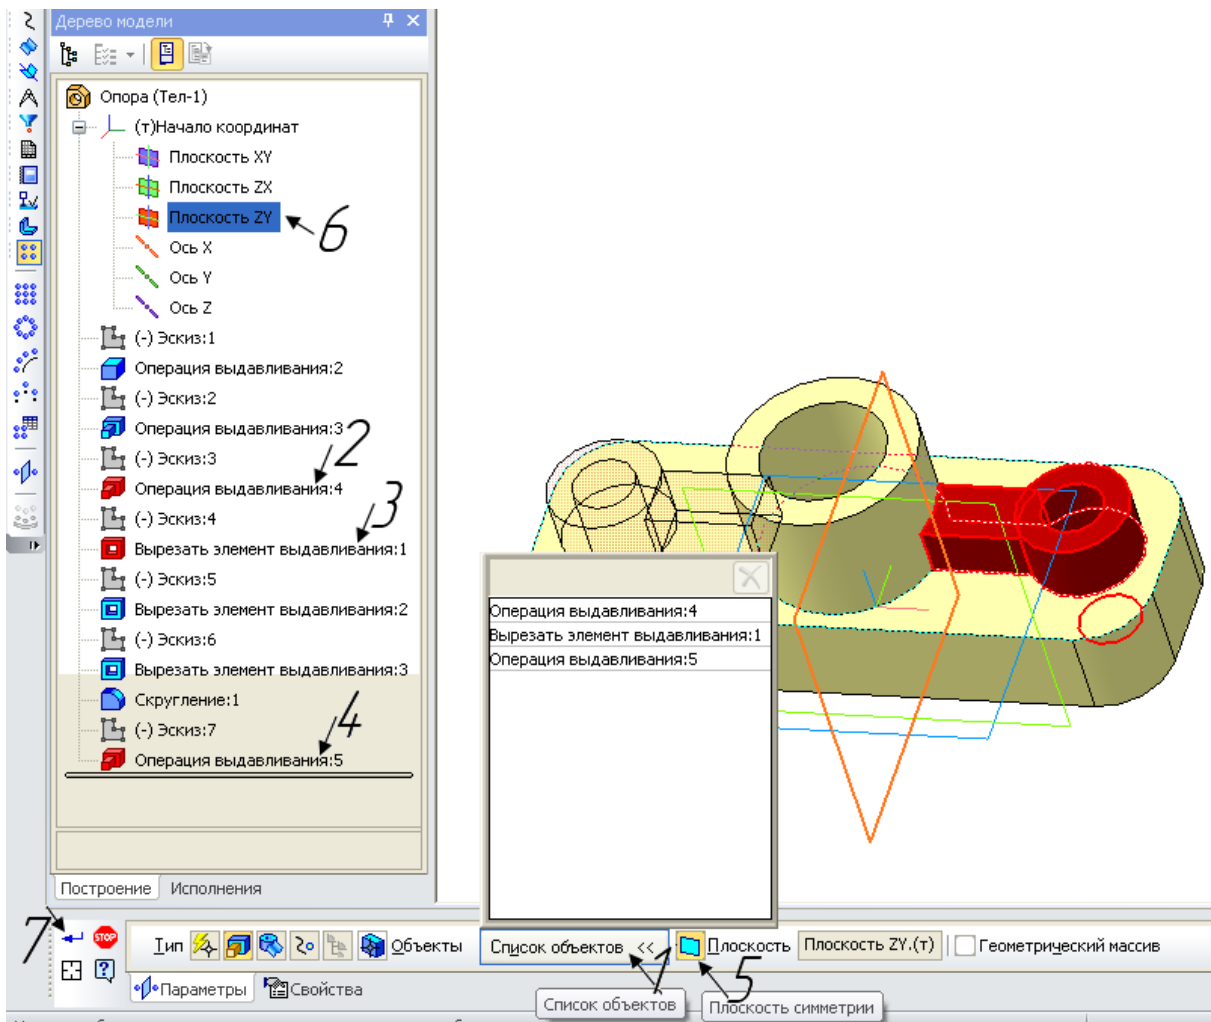 Дерево модели
Опора (Тел-1)
(т)Начало координат
Плоскость XY
Плоскость ZX
Плоскость ZY
6
Ось X
Ось Y
Ось Z
(-) Эскиз:1
Операция выдавливания:2
(-) Эскиз:2
Операция выдавливания:3
2
(-) Эскиз:3
Операция выдавливания:4
(-) Эскиз:4
3
Вырезать элемент выдавливания:1
(-) Эскиз:5
Вырезать элемент выдавливания:2
(-) Эскиз:6
Вырезать элемент выдавливания:3
Скругление:1
(-) Эскиз:7
4
Операция выдавливания:5
Операция выдавливания:4
Вырезать элемент выдавливания:1
Операция выдавливания:5
Построение Исполнения
7
STOP Тип Объекты Список объектов << Плоскость Плоскость ZY.(т) Геометрический массив
1 5
Параметры Свойства
Список объектов Плоскость симметрии